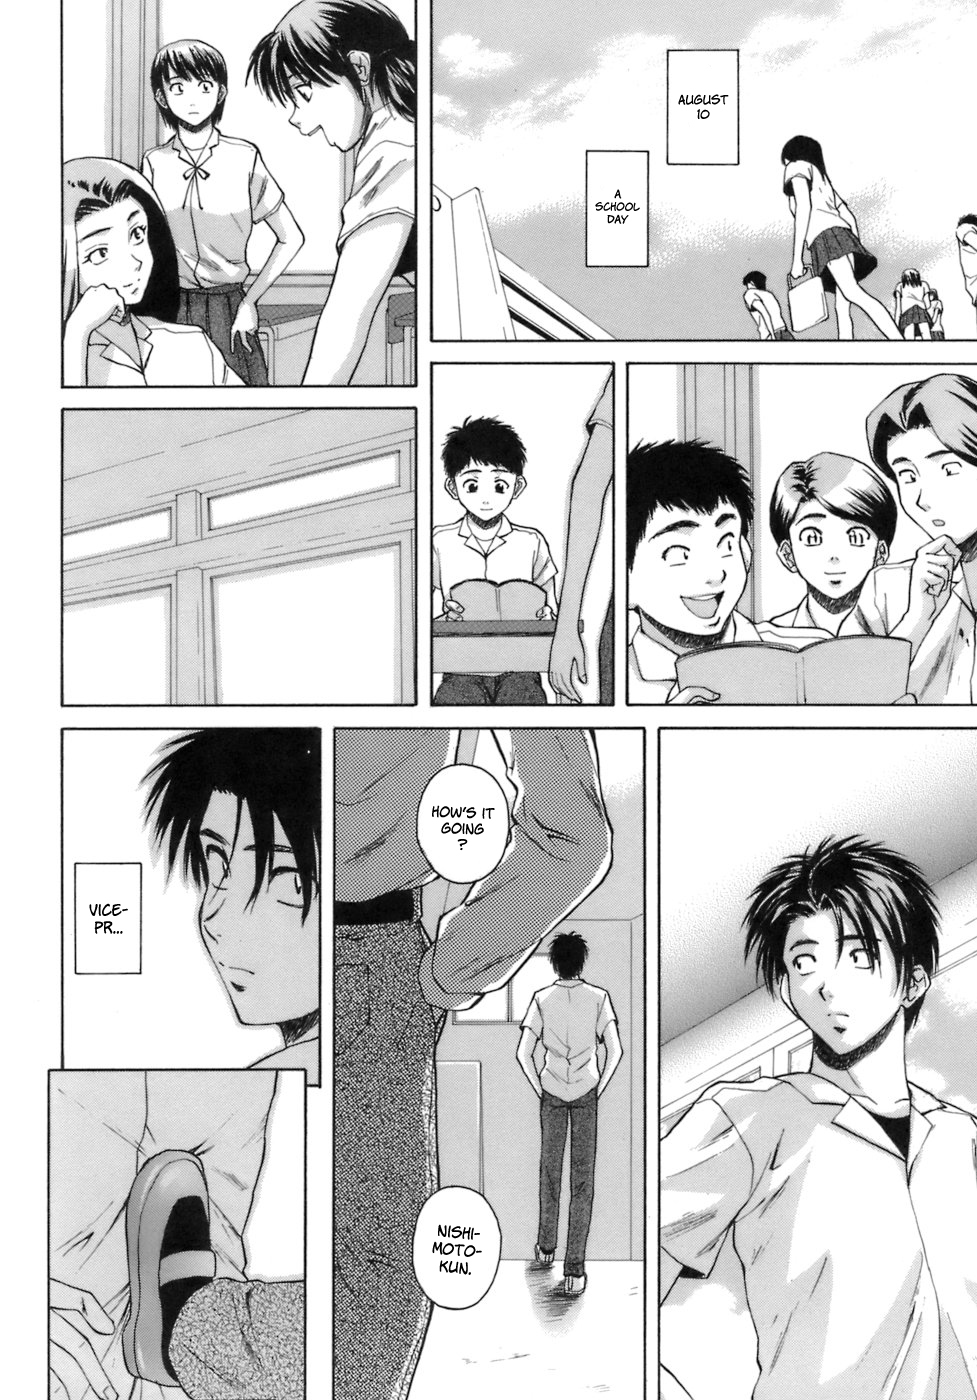 AUGUST
10
A
SCHOOL
DAY
HOW'S IT
GOING
?
NISHI-
MOTO-
KUN.
VICE-
PR...